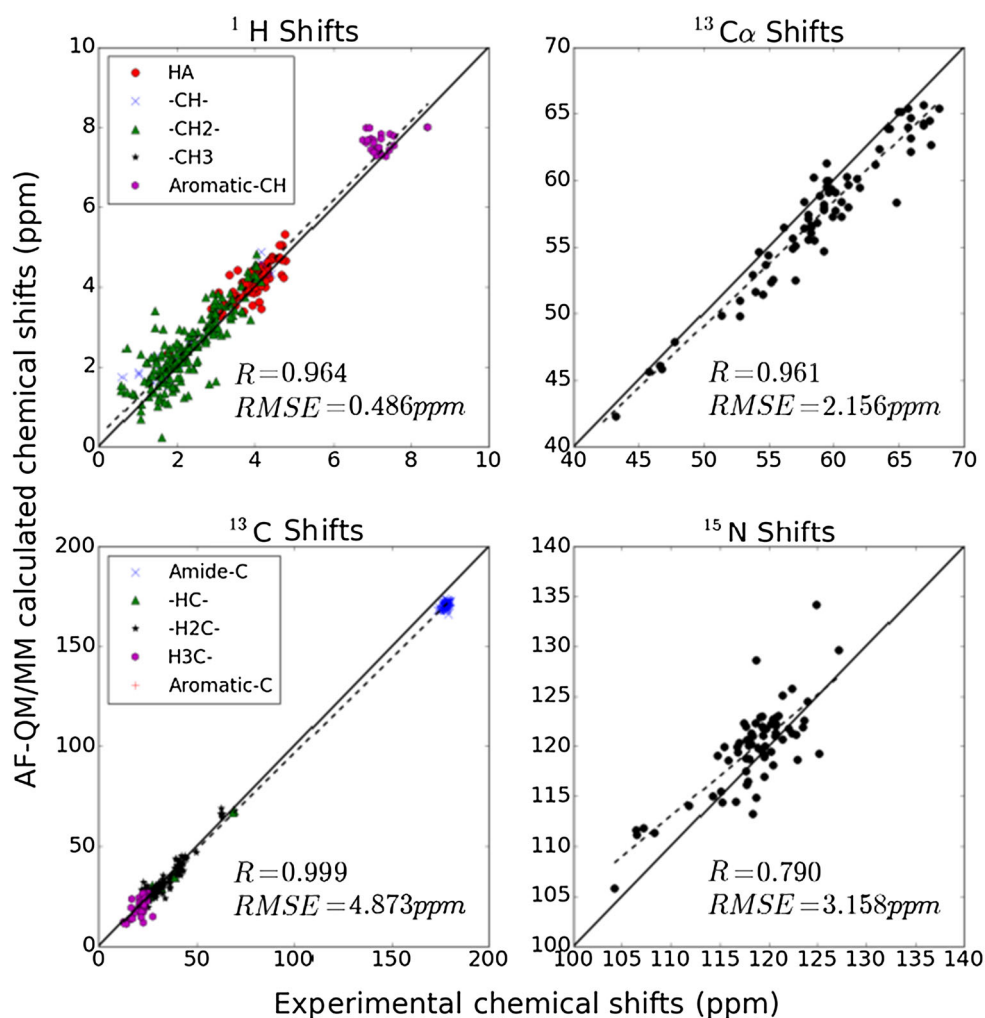 AF-QM/MM calculated chemical shifts (ppm)
¹ H Shifts
10
8
6
4
2
0
HA
-CH-
-CH2-
-CH3
Aromatic-CH
R=0.964
RMSE=0.486ppm
0 2 4 6 8 10
¹³Cα Shifts
70
65
60
55
50
45
40
R=0.961
RMSE=2.156ppm
40 45 50 55 60 65 70
¹³C Shifts
200
150
100
50
0
Amide-C
-HC-
-H2C-
H3C-
Aromatic-C
R=0.999
RMSE=4.873ppm
0 50 100 150 200
¹⁵N Shifts
140
135
130
125
120
115
110
105
100
R=0.790
RMSE=3.158ppm
100 105 110 115 120 125 130 135 140
Experimental chemical shifts (ppm)